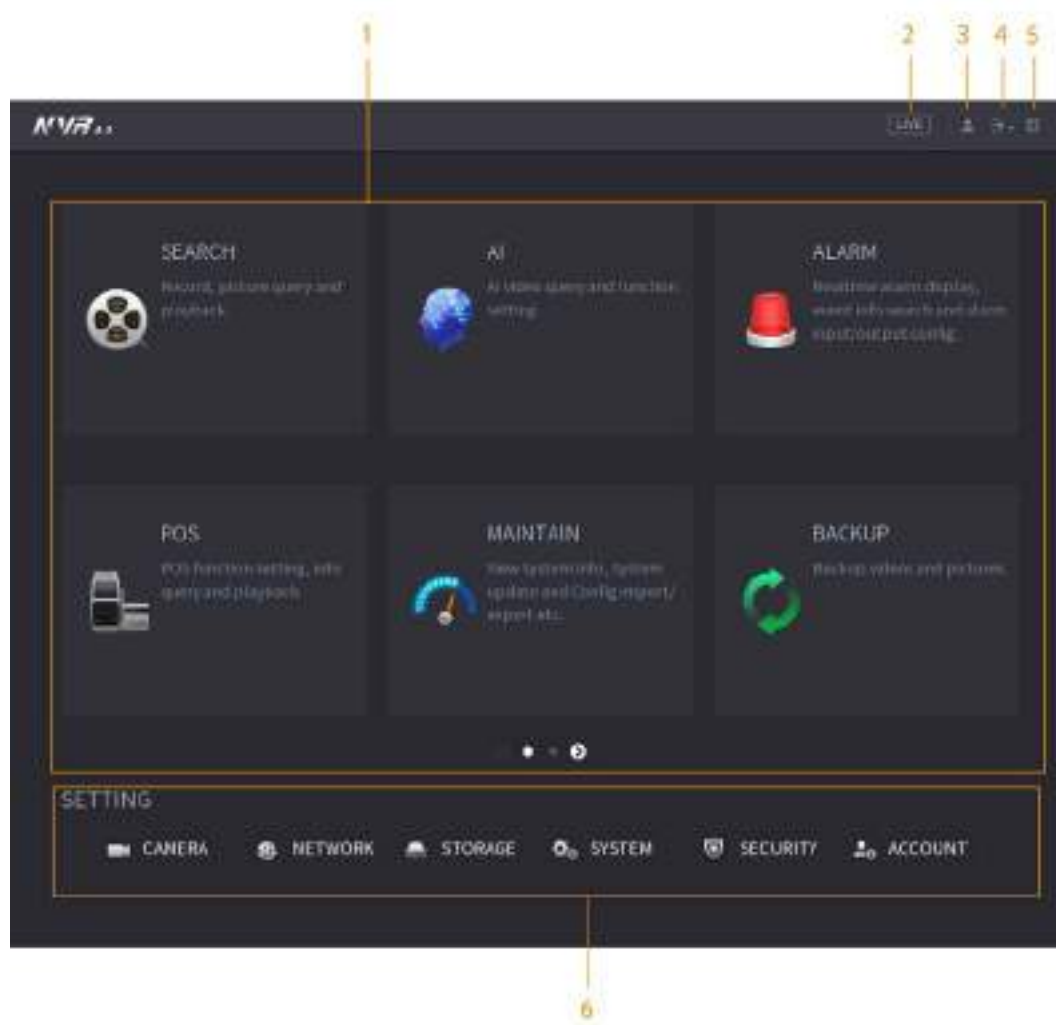 1 2 3 4 5
NVR
LIVE
SEARCH
Record, picture query and
playback.
AI
AI video query and function
setting.
ALARM
Realtime alarm display,
event info search and alarm
input/output config.
POS
POS function setting, info
query and playback.
MAINTAIN
View system info, System
update and Config import/
export etc.
BACKUP
Backup videos and pictures.
SETTING
CAMERA NETWORK STORAGE SYSTEM SECURITY ACCOUNT
6